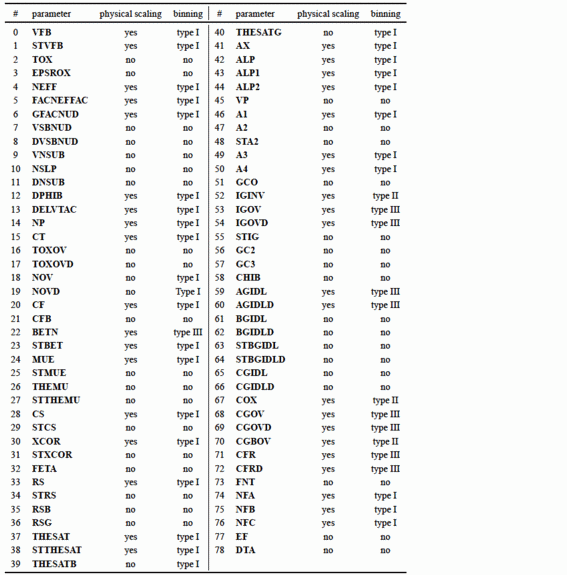 # parameter physical scaling binning # parameter physical scaling binning
0 VFB yes type I 40 THESATG no type I
1 STVFB yes type I 41 AX yes type I
2 TOX no no 42 ALP yes type I
3 EPSROX no no 43 ALP1 yes type I
4 NEFF yes type I 44 ALP2 yes type I
5 FACNEFFAC yes type I 45 VP no no
6 GFACNUD yes type I 46 A1 yes type I
7 VSBNUD no no 47 A2 no no
8 DVSBNUD no no 48 STA2 no no
9 VNSUB no no 49 A3 yes type I
10 NSLP no no 50 A4 yes type I
11 DNSUB no no 51 GCO no no
12 DPHIB yes type I 52 IGINV yes type II
13 DELVTAC yes type I 53 IGOV yes type III
14 NP yes type I 54 IGOVD yes type III
15 CT yes type I 55 STIG no no
16 TOXOV no no 56 GC2 no no
17 TOXOVD no no 57 GC3 no no
18 NOV no type I 58 CHIB no no
19 NOVD no Type I 59 AGIDL yes type III
20 CF yes type I 60 AGIDLD yes type III
21 CFB no no 61 BGIDL no no
22 BETN yes type III 62 BGIDLD no no
23 STBET yes type I 63 STBGIDL no no
24 MUE yes type I 64 STBGIDLD no no
25 STMUE no no 65 CGIDL no no
26 THEMU no no 66 CGIDLD no no
27 STTHEMU no no 67 COX yes type II
28 CS yes type I 68 CGOV yes type III
29 STCS no no 69 CGOVD yes type III
30 XCOR yes type I 70 CGBOV yes type II
31 STXCOR no no 71 CFR yes type III
32 FETA no no 72 CFRD yes type III
33 RS yes type I 73 FNT no no
34 STRS no no 74 NFA yes type I
35 RSB no no 75 NFB yes type I
36 RSG no no 76 NFC yes type I
37 THESAT yes type I 77 EF no no
38 STTHESAT yes type I 78 DTA no no
39 THESATB no type I